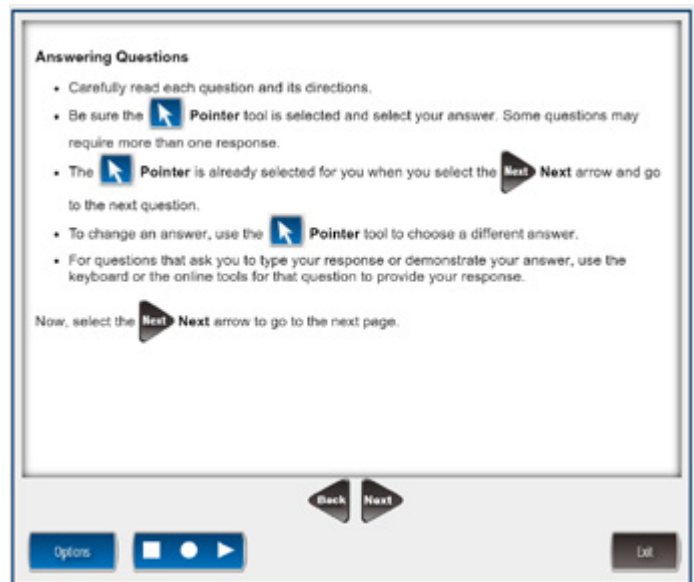 Answering Questions
• Carefully read each question and its directions.
• Be sure the Pointer tool is selected and select your answer. Some questions may
require more than one response.
• The Pointer is already selected for you when you select the Next Next arrow and go
to the next question.
• To change an answer, use the Pointer tool to choose a different answer.
• For questions that ask you to type your response or demonstrate your answer, use the
keyboard or the online tools for that question to provide your response.
Now, select the Next Next arrow to go to the next page.
Back Next
Options
Exit